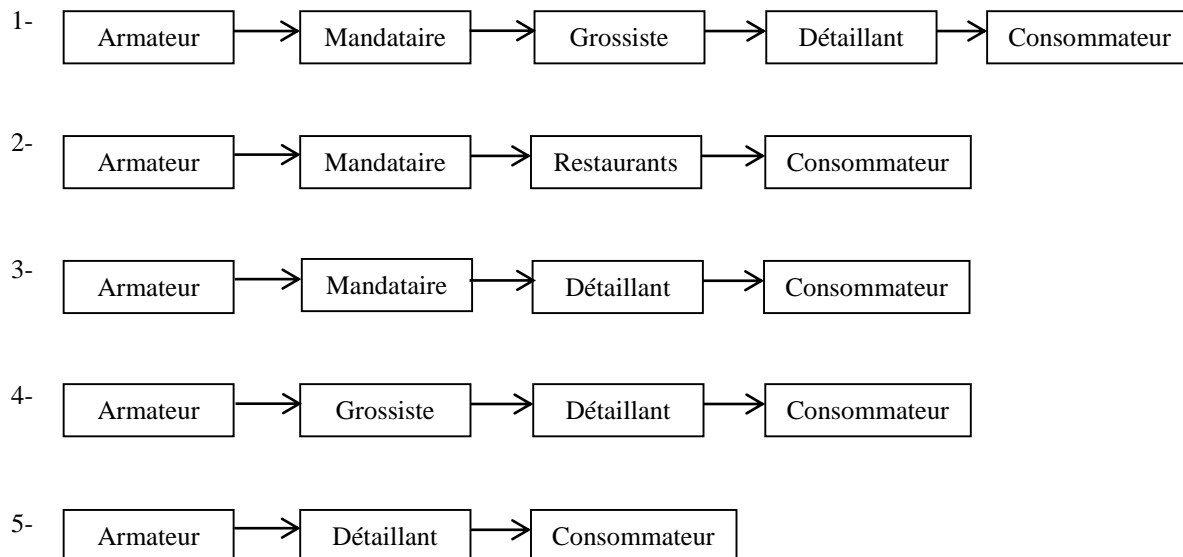 1- Armateur Mandataire Grossiste Détaillant Consommateur
2- Armateur Mandataire Restaurants Consommateur
3- Armateur Mandataire Détaillant Consommateur
4- Armateur Grossiste Détaillant Consommateur
5- Armateur Détaillant Consommateur